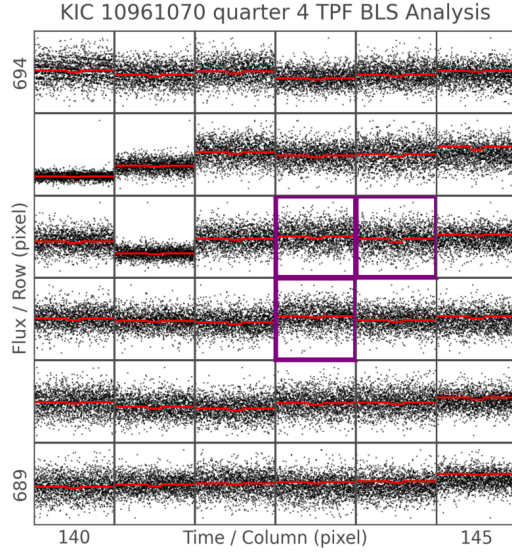 KIC 10961070 quarter 4 TPF BLS Analysis
694
Flux / Row (pixel)
689
140
Time / Column (pixel)
145